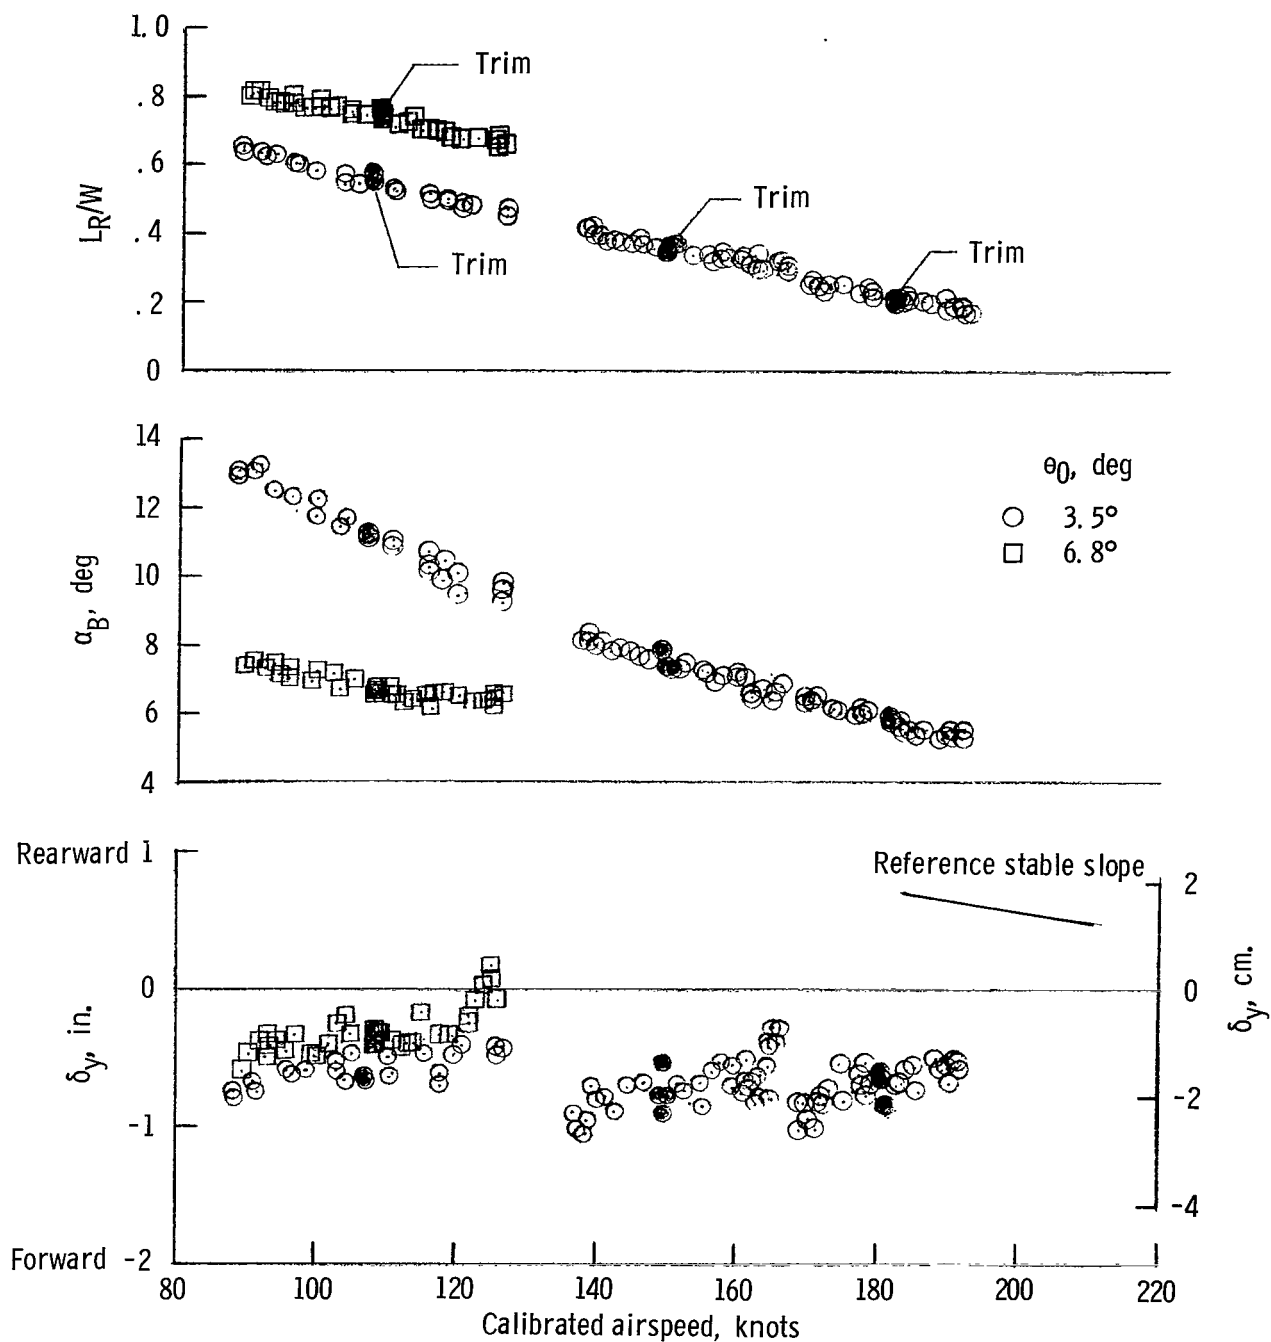 1.0
.8
.6
.4
.2
0
L_R/W
Trim
Trim
Trim
Trim
14
12
10
8
6
4
α_B, deg
θ_0, deg
3.5°
6.8°
Rearward 1
0
-1
Forward -2
δ_y, in.
Reference stable slope
2
0
-2
-4
δ_y, cm.
80 100 120 140 160 180 200 220
Calibrated airspeed, knots